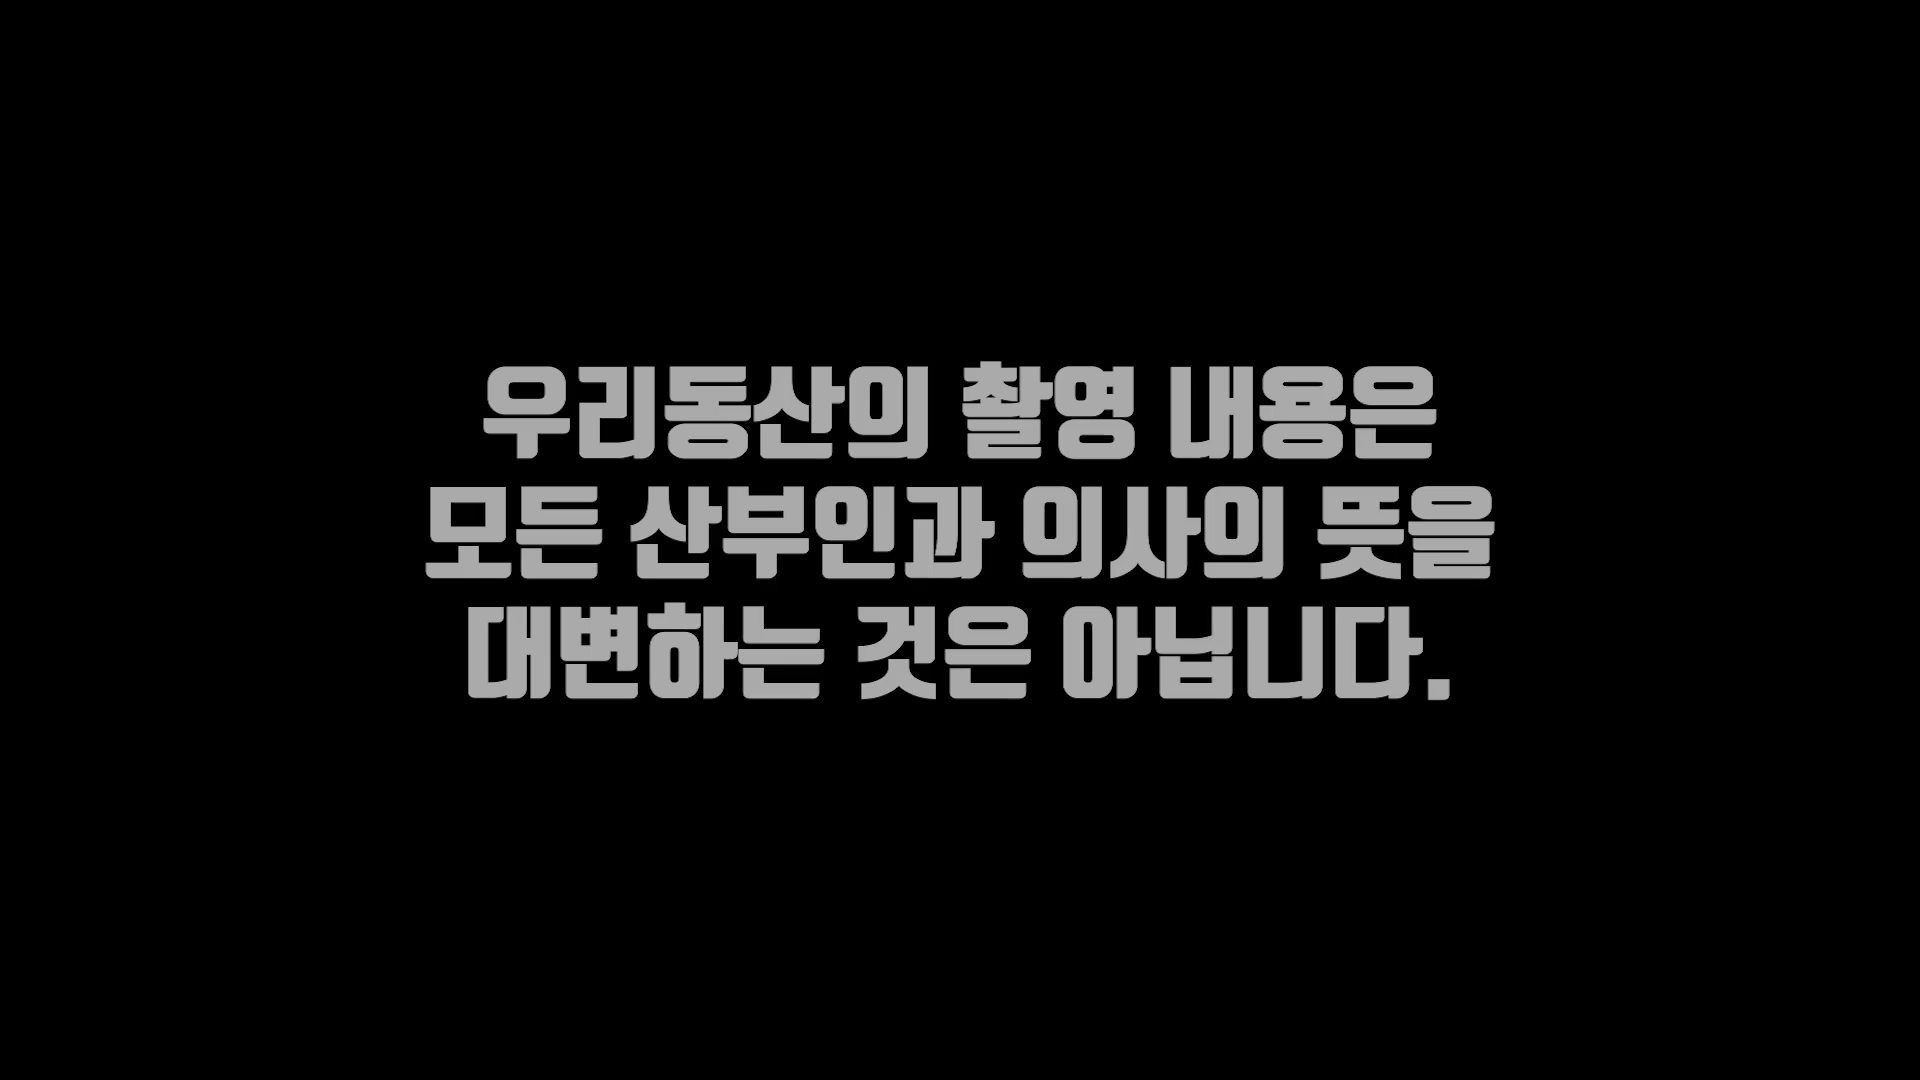 우리동산의 촬영 내용은
모든 산부인과 의사의 뜻을
대변하는 것은 아닙니다.